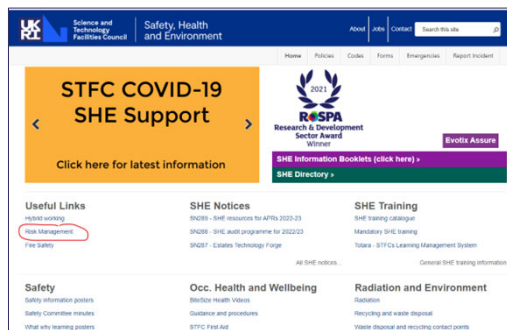 UK
RI
Science and
Technology
Facilities Council
Safety, Health
and Environment
About Jobs Contact Search this site
Home Policies Codes Forms Emergencies Report Incident
STFC COVID-19
SHE Support
Click here for latest information
2021
RoSPA
Research & Development
Sector Award
Winner
Evotix Assure
SHE Information Booklets (click here) »
SHE Directory »
Useful Links
Hybrid working
Risk Management
Fire Safety
SHE Notices
SN289 - SHE resources for APRs 2022-23
SN288 - SHE audit programme for 2022/23
SN287 - Estates Technology Forge
All SHE notices...
SHE Training
SHE training catalogue
Mandatory SHE training
Totara - STFCs Learning Management System
General SHE training information
Safety
Safety information posters
Safety Committee minutes
What why learning posters
Occ. Health and Wellbeing
BiteSize Health Videos
Guidance and procedures
STFC First Aid
Radiation and Environment
Radiation
Recycling and waste disposal
Waste disposal and recycling contact points